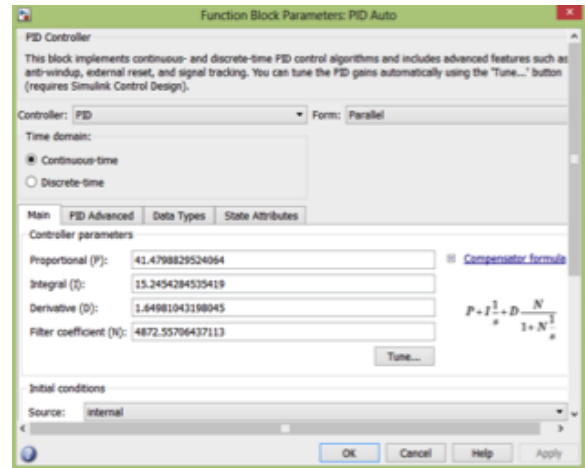 Function Block Parameters: PID Auto
PID Controller
This block implements continuous- and discrete-time PID control algorithms and includes advanced features such as
anti-windup, external reset, and signal tracking. You can tune the PID gains automatically using the 'Tune...' button
(requires Simulink Control Design).
Controller: PID Form: Parallel
Time domain:
Continuous-time
Discrete-time
Main PID Advanced Data Types State Attributes
Controller parameters
Proportional (P): 41.4798829524064 Compensator formula
Integral (I): 15.2454284535419
Derivative (D): 1.64981043198045
P+I 1/s +D N/(1+N 1/s)
Filter coefficient (N): 4872.55706437113
Tune...
Initial conditions
Source: internal
OK Cancel Help Apply